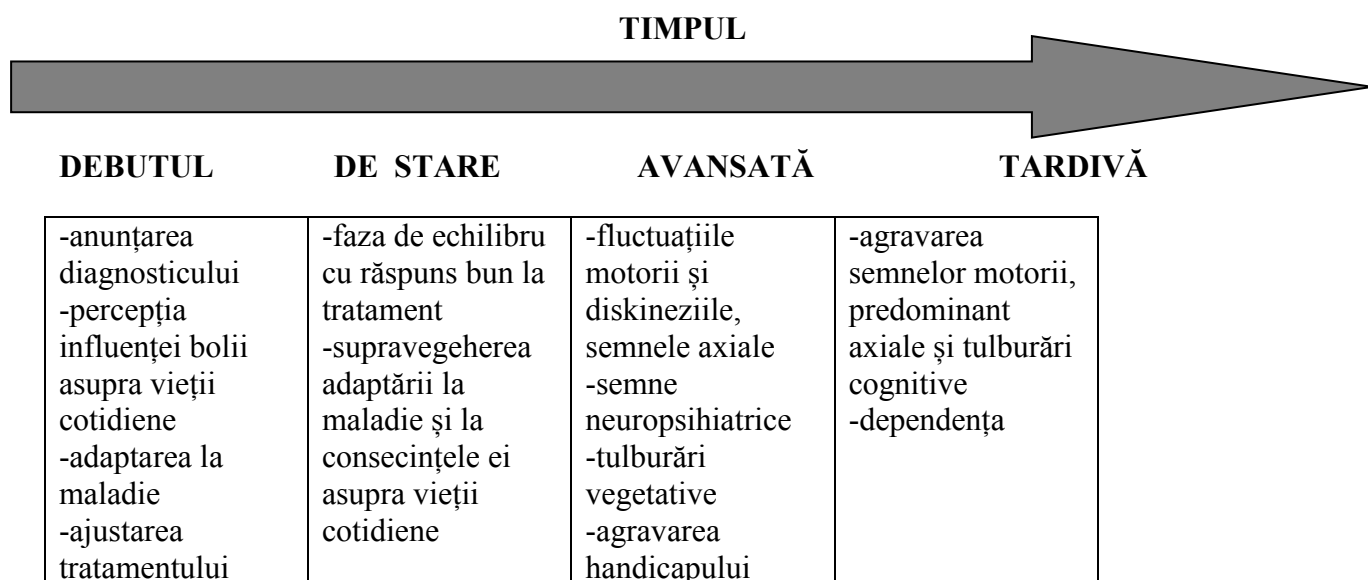 TIMPUL
DEBUTUL DE STARE AVANSATĂ TARDIVĂ
-anunțarea
diagnosticului
-percepția
influenței bolii
asupra vieții
cotidiene
-adaptarea la
maladie
-ajustarea
tratamentului
-faza de echilibru
cu răspuns bun la
tratament
-supravegeherea
adaptării la
maladie și la
consecințele ei
asupra vieții
cotidiene
-fluctuațiile
motorii și
diskineziile,
semnele axiale
-semne
neuropsihiatrice
-tulburări
vegetative
-agravarea
handicapului
-agravarea
semnelor motorii,
predominant
axiale și tulburări
cognitive
-dependența